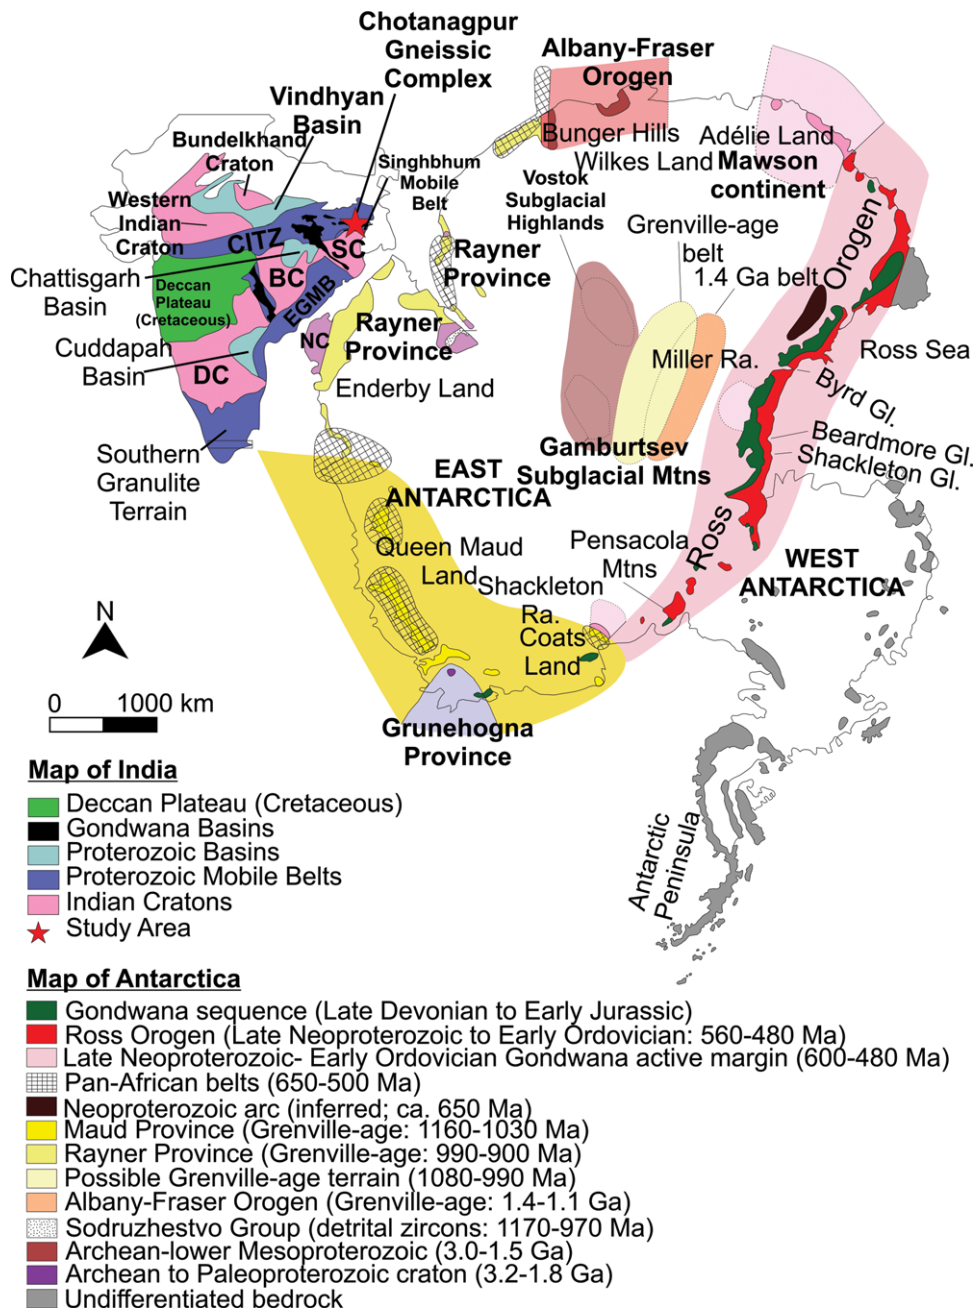 Chotanagpur
Gneissic
Complex
Albany-Fraser
Orogen
Vindhyan
Basin
Bundelkhand
Craton
Singhbhum
Mobile
Belt
Bunger Hills
Wilkes Land
Adélie Land
Mawson
continent
Vostok
Subglacial
Highlands
Western
Indian
Craton
CITZ
SC
BC
EGMB
Chattisgarh
Basin
Deccan
Plateau
(Cretaceous)
Rayner
Province
Grenville-age
belt
1.4 Ga belt
Orogen
NC
Rayner
Province
Cuddapah
Basin
DC
Enderby Land
Miller Ra.
Ross Sea
Byrd Gl.
Beardmore Gl.
Shackleton Gl.
Southern
Granulite
Terrain
EAST
ANTARCTICA
Gamburtsev
Subglacial Mtns
Queen Maud
Land
Shackleton
Ra.
Coats
Land
Pensacola
Mtns
Ross
WEST
ANTARCTICA
N
0 1000 km
Grunehogna
Province
Antarctic
Peninsula
Map of India
Deccan Plateau (Cretaceous)
Gondwana Basins
Proterozoic Basins
Proterozoic Mobile Belts
Indian Cratons
Study Area
Map of Antarctica
Gondwana sequence (Late Devonian to Early Jurassic)
Ross Orogen (Late Neoproterozoic to Early Ordovician: 560-480 Ma)
Late Neoproterozoic- Early Ordovician Gondwana active margin (600-480 Ma)
Pan-African belts (650-500 Ma)
Neoproterozoic arc (inferred; ca. 650 Ma)
Maud Province (Grenville-age: 1160-1030 Ma)
Rayner Province (Grenville-age: 990-900 Ma)
Possible Grenville-age terrain (1080-990 Ma)
Albany-Fraser Orogen (Grenville-age: 1.4-1.1 Ga)
Sodruzhestvo Group (detrital zircons: 1170-970 Ma)
Archean-lower Mesoproterozoic (3.0-1.5 Ga)
Archean to Paleoproterozoic craton (3.2-1.8 Ga)
Undifferentiated bedrock